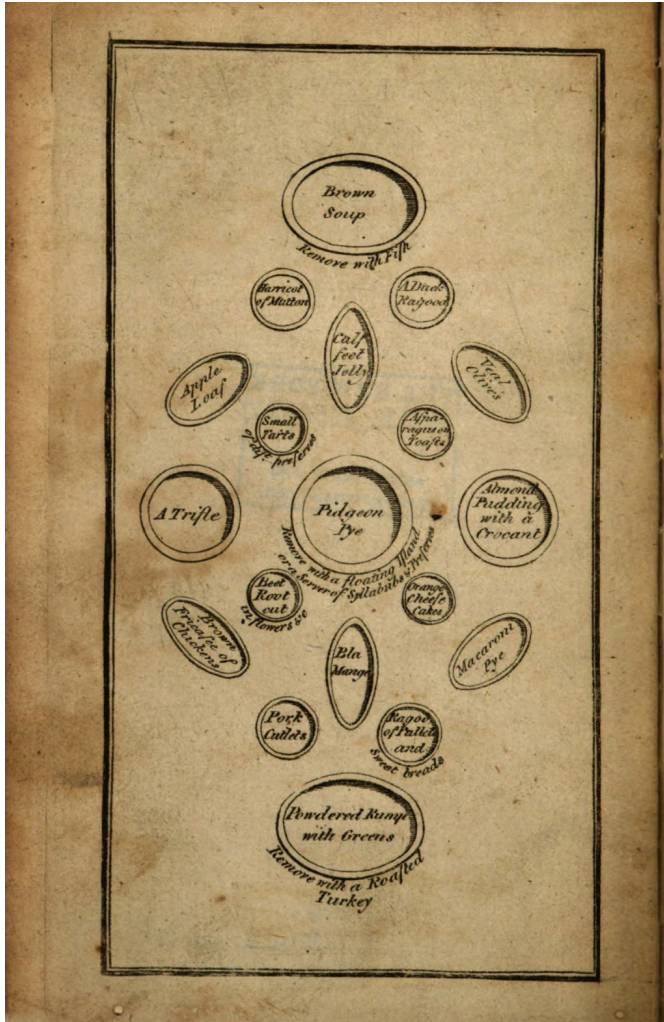 Brown
Soup
Remove with Fiſh
Harricot
of Mutton
A Duck
Ragood
Calf
feet
Jelly
Apple
Loaf
Veal
Olives
Small
Tarts
of diff.t preſerves
Aſpa-
ragus on
Toaſts
A Trifle
Pidgeon
Pye
Remove with a floating Iſland
or a Server of Syllabubs & Preſerves
Almond
Pudding
with a
Crocant
Beet
Root
cut
in flowers &c
Orange
Cheeſe
Cakes
Brown
Fricaſse of
Chickens
Bla
Mange
Macaroni
Pye
Pork
Cutlets
Ragoo
of Pallets
and
Sweet breads
Powdered Rump
with Greens
Remove with a Roaſted
Turkey